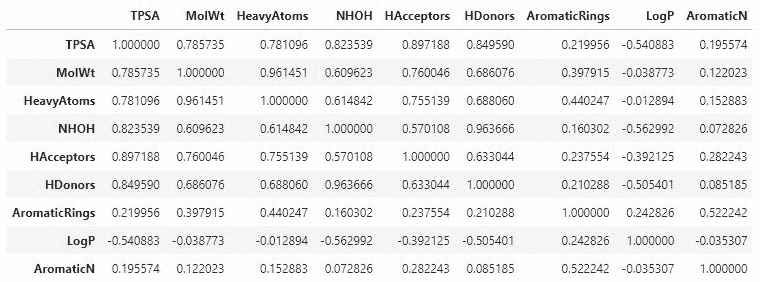 TPSA MolWt HeavyAtoms NHOH HAcceptors HDonors AromaticRings LogP AromaticN
TPSA 1.000000 0.785735 0.781096 0.823539 0.897188 0.849590 0.219956 -0.540883 0.195574
MolWt 0.785735 1.000000 0.961451 0.609623 0.760046 0.686076 0.397915 -0.038773 0.122023
HeavyAtoms 0.781096 0.961451 1.000000 0.614842 0.755139 0.688060 0.440247 -0.012894 0.152883
NHOH 0.823539 0.609623 0.614842 1.000000 0.570108 0.963666 0.160302 -0.562992 0.072826
HAcceptors 0.897188 0.760046 0.755139 0.570108 1.000000 0.633044 0.237554 -0.392125 0.282243
HDonors 0.849590 0.686076 0.688060 0.963666 0.633044 1.000000 0.210288 -0.505401 0.085185
AromaticRings 0.219956 0.397915 0.440247 0.160302 0.237554 0.210288 1.000000 0.242826 0.522242
LogP -0.540883 -0.038773 -0.012894 -0.562992 -0.392125 -0.505401 0.242826 1.000000 -0.035307
AromaticN 0.195574 0.122023 0.152883 0.072826 0.282243 0.085185 0.522242 -0.035307 1.000000